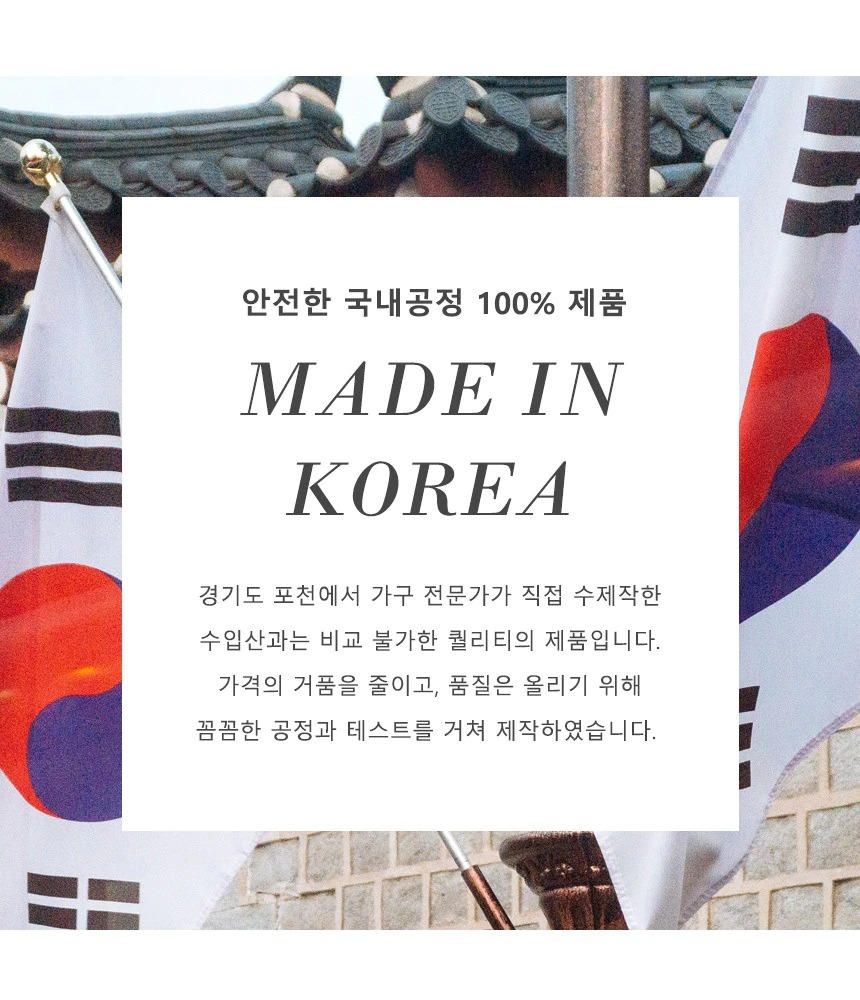 안전한 국내공정 100% 제품
MADE IN
KOREA
경기도 포천에서 가구 전문가가 직접 수제작한
수입산과는 비교 불가한 퀄리티의 제품입니다.
가격의 거품을 줄이고, 품질은 올리기 위해
꼼꼼한 공정과 테스트를 거쳐 제작하였습니다.